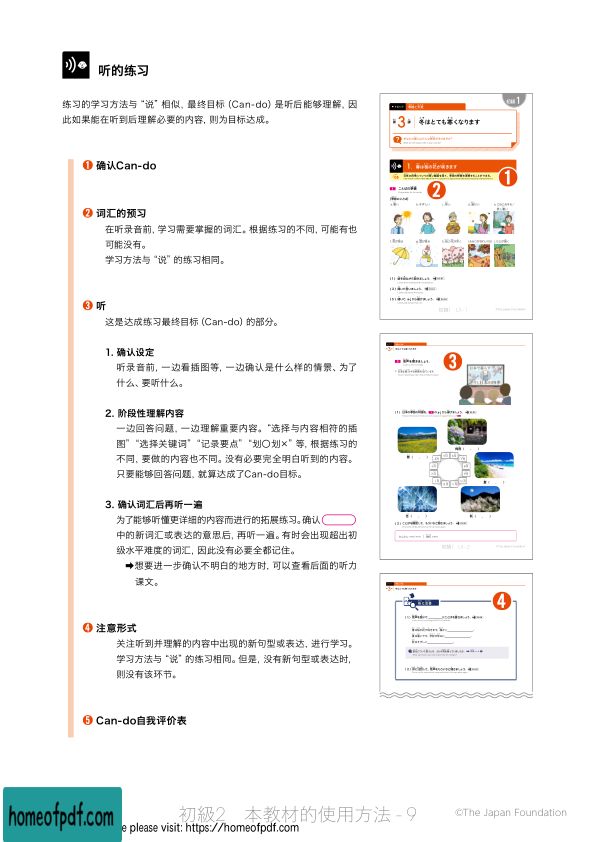 听的练习
练习的学习方法与“说”相似, 最终目标 (Can-do) 是听后能够理解, 因
此如果能在听到后理解必要的内容, 则为目标达成。
❶ 确认Can-do
❷ 词汇的预习
在听录音前, 学习需要掌握的词汇。根据练习的不同, 可能有也
可能没有。
学习方法与“说”的练习相同。
❸ 听
这是达成练习最终目标 (Can-do) 的部分。
1. 确认设定
听录音前, 一边看插图等, 一边确认是什么样的情景、为了
什么、要听什么。
2. 阶段性理解内容
一边回答问题, 一边理解重要内容。“选择与内容相符的插
图”“选择关键词”“记录要点”“划○划×”等, 根据练习的
不同, 要做的内容也不同。没有必要完全明白听到的内容。
只要能够回答问题, 就算达成了Can-do目标。
3. 确认词汇后再听一遍
为了能够听懂更详细的内容而进行的拓展练习。确认
中的新词汇或表达的意思后, 再听一遍。有时会出现超出初
级水平难度的词汇, 因此没有必要全都记住。
➡想要进一步确认不明白的地方时, 可以查看后面的听力
课文。
❹ 注意形式
关注听到并理解的内容中出现的新句型或表达, 进行学习。
学习方法与“说”的练习相同。但是, 没有新句型或表达时,
则没有该环节。
❺ Can-do自我评价表
初級 1
第3課 冬はとても寒くなります
1. 春は桜の花が咲きます
1
2
3
4
初級2 本教材的使用方法 - 9
©The Japan Foundation
homeofpdf.com
e please visit: https://homeofpdf.com